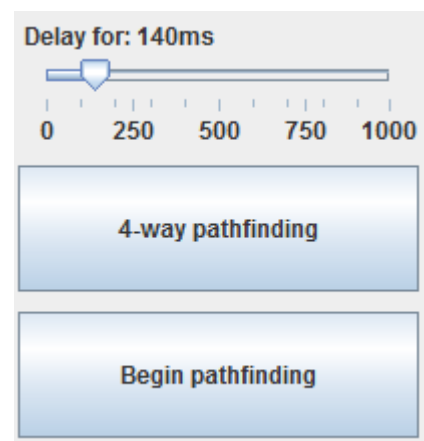 Delay for: 140ms
0 250 500 750 1000
4-way pathfinding
Begin pathfinding